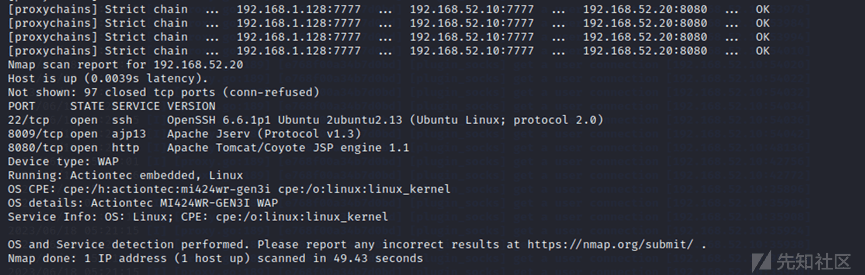 [proxychains] Strict chain  ...  192.168.1.128:7777  ...  192.168.52.10:7777  ...  192.168.52.20:8080  ...  OK
[proxychains] Strict chain  ...  192.168.1.128:7777  ...  192.168.52.10:7777  ...  192.168.52.20:8080  ...  OK
[proxychains] Strict chain  ...  192.168.1.128:7777  ...  192.168.52.10:7777  ...  192.168.52.20:8080  ...  OK
[proxychains] Strict chain  ...  192.168.1.128:7777  ...  192.168.52.10:7777  ...  192.168.52.20:8080  ...  OK
Nmap scan report for 192.168.52.20
Host is up (0.0039s latency).
Not shown: 97 closed tcp ports (conn-refused)
PORT     STATE SERVICE VERSION
22/tcp   open  ssh     OpenSSH 6.6.1p1 Ubuntu 2ubuntu2.13 (Ubuntu Linux; protocol 2.0)
8009/tcp open  ajp13   Apache Jserv (Protocol v1.3)
8080/tcp open  http    Apache Tomcat/Coyote JSP engine 1.1
Device type: WAP
Running: Actiontec embedded, Linux
OS CPE: cpe:/h:actiontec:mi424wr-gen3i cpe:/o:linux:linux_kernel
OS details: Actiontec MI424WR-GEN3I WAP
Service Info: OS: Linux; CPE: cpe:/o:linux:linux_kernel
OS and Service detection performed. Please report any incorrect results at https://nmap.org/submit/ .
Nmap done: 1 IP address (1 host up) scanned in 49.43 seconds
先知社区